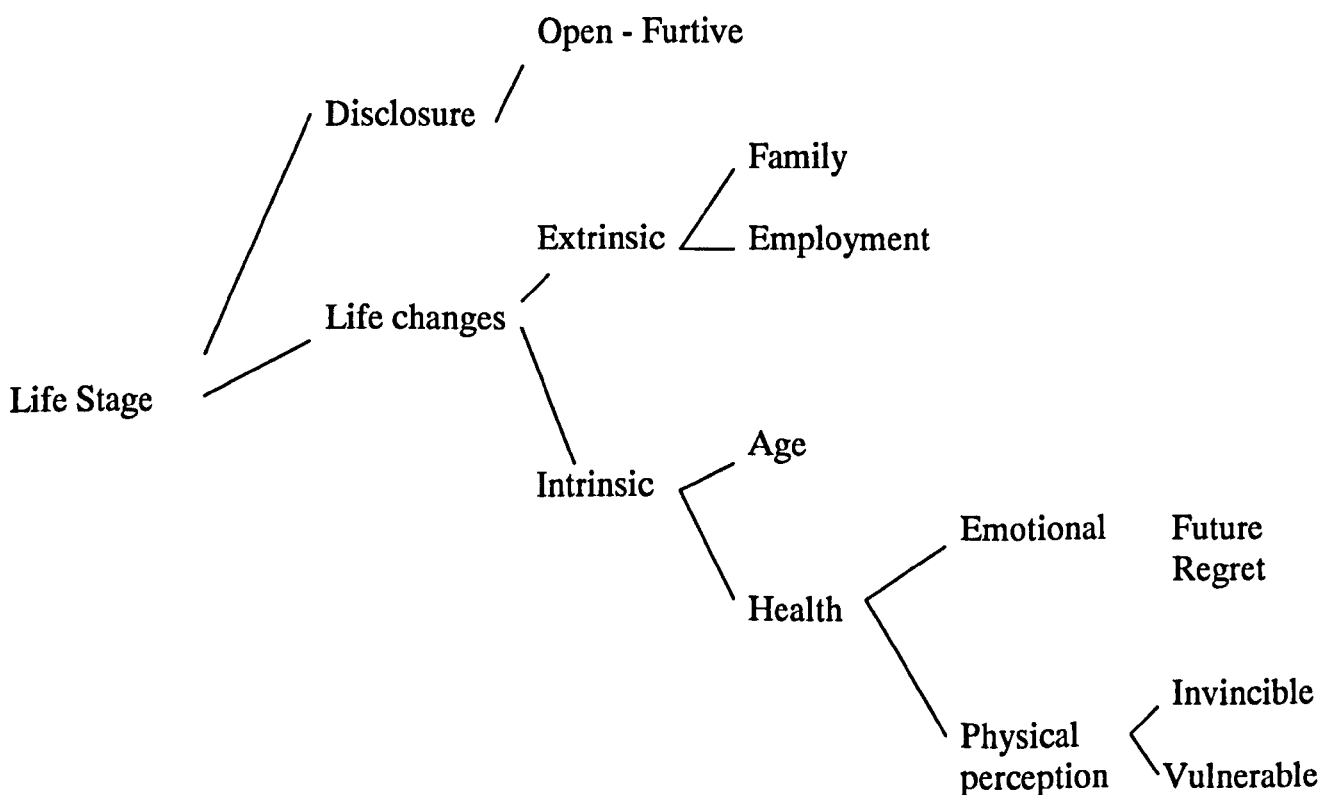 Open - Furtive
Disclosure
Family
Extrinsic
Employment
Life changes
Life Stage
Age
Intrinsic
Emotional
Future
Regret
Health
Invincible
Physical
perception
Vulnerable